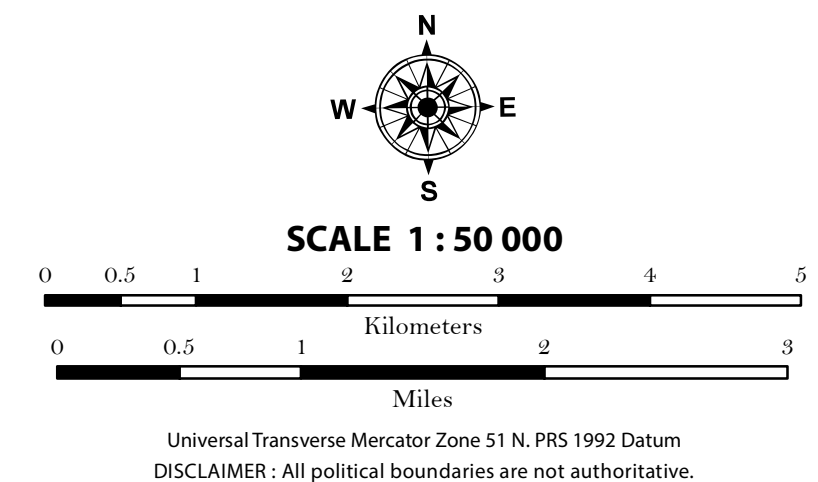 N
W E
S
SCALE 1 : 50 000
0 0.5 1 2 3 4 5
Kilometers
0 0.5 1 2 3
Miles
Universal Transverse Mercator Zone 51 N. PRS 1992 Datum
DISCLAIMER : All political boundaries are not authoritative.